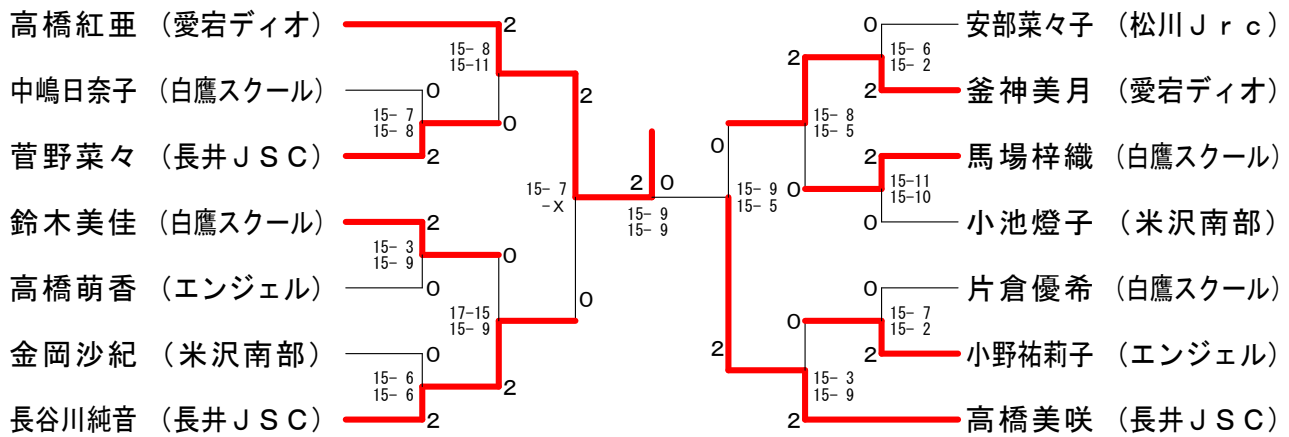 高橋紅亜 （愛宕ディオ）
2
15- 8
15-11
中嶋日奈子 （白鷹スクール）
0
15- 7
15- 8
0
菅野菜々 （長井ＪＳＣ）
2
2
15- 7
-X
鈴木美佳 （白鷹スクール）
2
15- 3
15- 9
0
高橋萌香 （エンジェル）
0
17-15
15- 9
0
金岡沙紀 （米沢南部）
0
15- 6
15- 6
2
長谷川純音 （長井ＪＳＣ）
2
2 0
15- 9
15- 9
0 安部菜々子 （松川Ｊｒｃ）
15- 6
15- 2
2
2 釜神美月 （愛宕ディオ）
15- 8
15- 5
0
2 馬場梓織 （白鷹スクール）
15-11
15-10
0
0 小池燈子 （米沢南部）
15- 9
15- 5
0 片倉優希 （白鷹スクール）
15- 7
15- 2
0
2 小野祐莉子 （エンジェル）
2
15- 3
15- 9
2 高橋美咲 （長井ＪＳＣ）